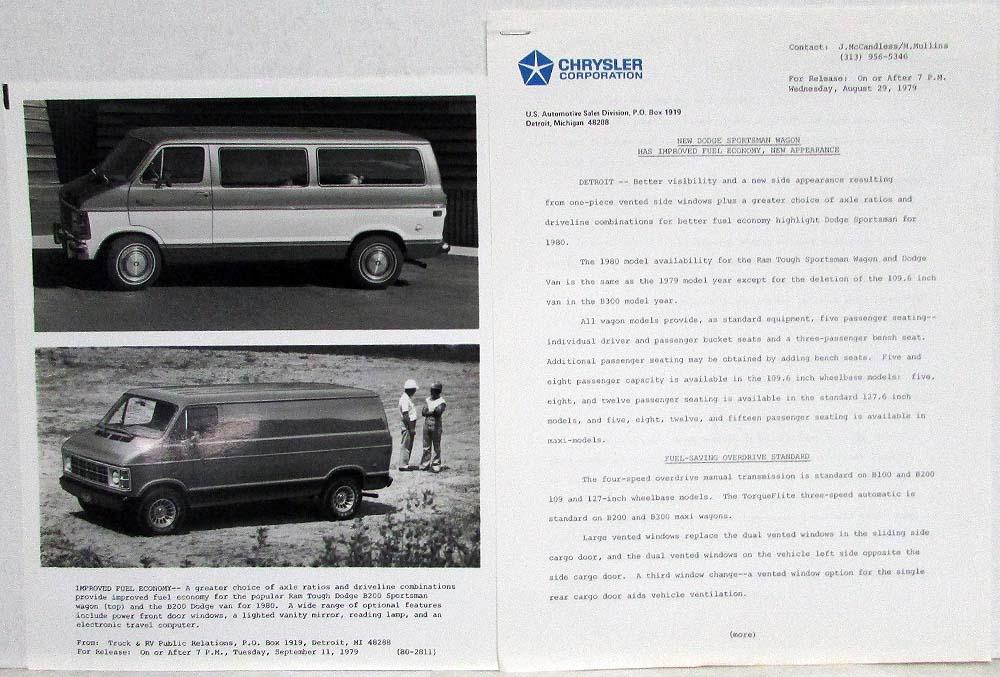 IMPROVED FUEL ECONOMY-- A greater choice of axle ratios and driveline combinations
provide improved fuel economy for the popular Ram Tough Dodge B200 Sportsman
wagon (top) and the B200 Dodge van for 1980. A wide range of optional features
include power front door windows, a lighted vanity mirror, reading lamp, and an
electronic travel computer.
From: Truck & RV Public Relations, P.O. Box 1919, Detroit, MI 48288
For Release: On or After 7 P.M., Tuesday, September 11, 1979 (80-2811)
CHRYSLER
CORPORATION
Contact: J.McCandless/M.Mullins
(313) 956-5346
For Release: On or After 7 P.M.
Wednesday, August 29, 1979
U.S. Automotive Sales Division, P.O. Box 1919
Detroit, Michigan 48288
NEW DODGE SPORTSMAN WAGON
HAS IMPROVED FUEL ECONOMY, NEW APPEARANCE
DETROIT -- Better visibility and a new side appearance resulting
from one-piece vented side windows plus a greater choice of axle ratios and
driveline combinations for better fuel economy highlight Dodge Sportsman for
1980.
The 1980 model availability for the Ram Tough Sportsman Wagon and Dodge
Van is the same as the 1979 model year except for the deletion of the 109.6 inch
van in the B300 model year.
All wagon models provide, as standard equipment, five passenger seating--
individual driver and passenger bucket seats and a three-passenger bench seat.
Additional passenger seating may be obtained by adding bench seats. Five and
eight passenger capacity is available in the 109.6 inch wheelbase models: five,
eight, and twelve passenger seating is available in the standard 127.6 inch
models, and five, eight, twelve, and fifteen passenger seating is available in
maxi-models.
FUEL-SAVING OVERDRIVE STANDARD
The four-speed overdrive manual transmission is standard on B100 and B200
109 and 127-inch wheelbase models. The TorqueFlite three-speed automatic is
standard on B200 and B300 maxi wagons.
Large vented windows replace the dual vented windows in the sliding side
cargo door, and the dual vented windows on the vehicle left side opposite the
side cargo door. A third window change--a vented window option for the single
rear cargo door aids vehicle ventilation.
(more)